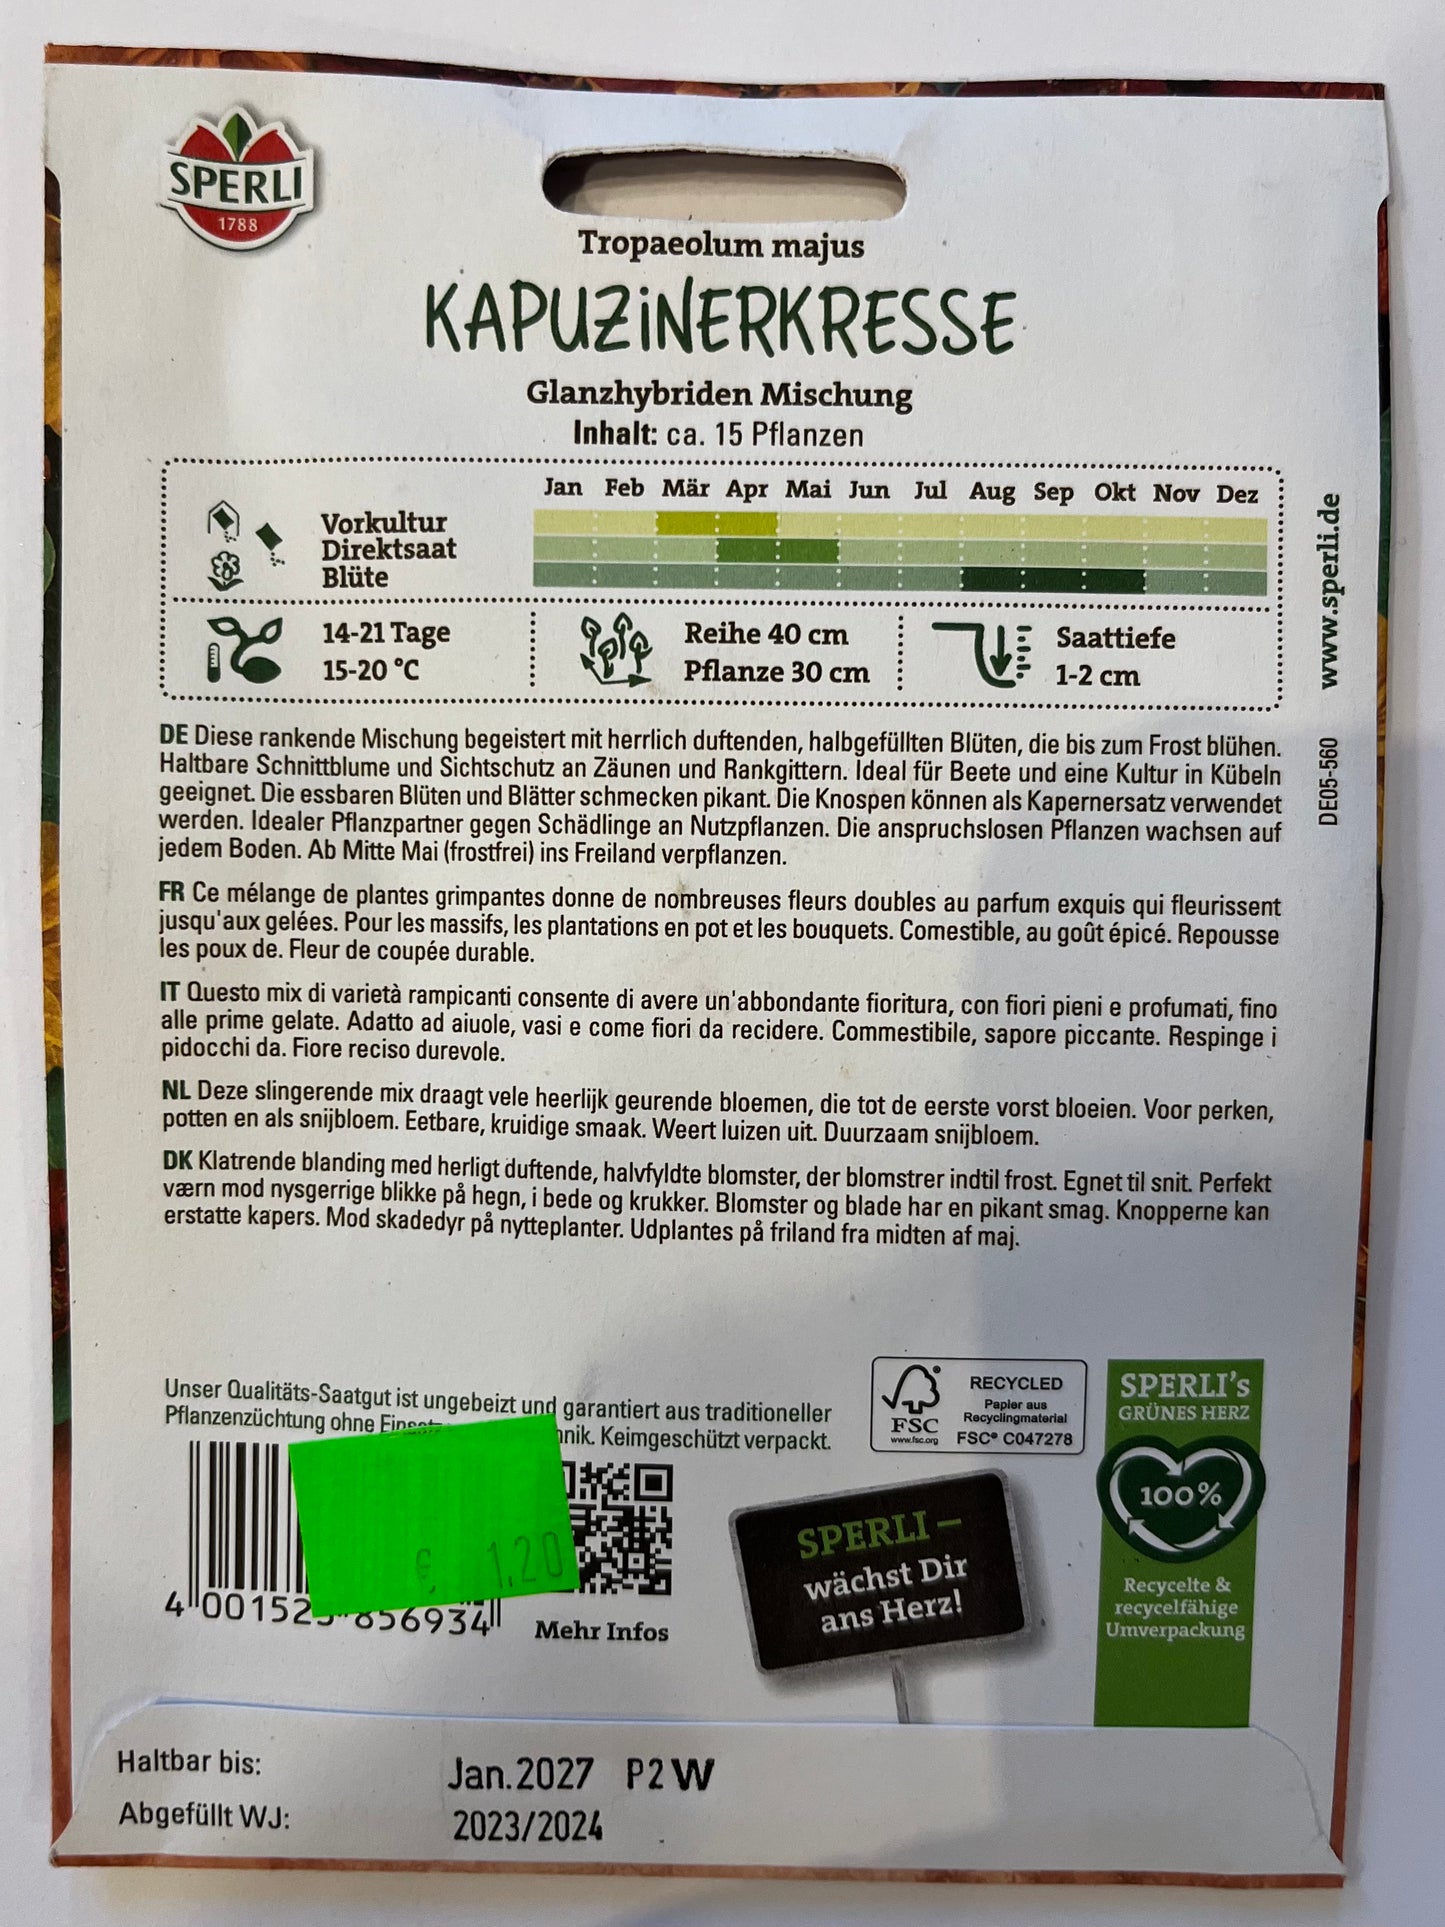 SPERLI
1788
Tropaeolum majus
KAPUZiNERKRESSE
Glanzhybriden Mischung
Inhalt: ca. 15 Pflanzen
Jan Feb Mär Apr Mai Jun Jul Aug Sep Okt Nov Dez
Vorkultur
Direktsaat
Blüte
14-21 Tage
15-20 °C
Reihe 40 cm
Pflanze 30 cm
Saattiefe
1-2 cm
www.sperli.de
DE05-560
DE Diese rankende Mischung begeistert mit herrlich duftenden, halbgefüllten Blüten, die bis zum Frost blühen.
Haltbare Schnittblume und Sichtschutz an Zäunen und Rankgittern. Ideal für Beete und eine Kultur in Kübeln
geeignet. Die essbaren Blüten und Blätter schmecken pikant. Die Knospen können als Kapernersatz verwendet
werden. Idealer Pflanzpartner gegen Schädlinge an Nutzpflanzen. Die anspruchslosen Pflanzen wachsen auf
jedem Boden. Ab Mitte Mai (frostfrei) ins Freiland verpflanzen.
FR Ce mélange de plantes grimpantes donne de nombreuses fleurs doubles au parfum exquis qui fleurissent
jusqu'aux gelées. Pour les massifs, les plantations en pot et les bouquets. Comestible, au goût épicé. Repousse
les poux de. Fleur de coupée durable.
IT Questo mix di varietà rampicanti consente di avere un'abbondante fioritura, con fiori pieni e profumati, fino
alle prime gelate. Adatto ad aiuole, vasi e come fiori da recidere. Commestibile, sapore piccante. Respinge i
pidocchi da. Fiore reciso durevole.
NL Deze slingerende mix draagt vele heerlijk geurende bloemen, die tot de eerste vorst bloeien. Voor perken,
potten en als snijbloem. Eetbare, kruidige smaak. Weert luizen uit. Duurzaam snijbloem.
DK Klatrende blanding med herligt duftende, halvfyldte blomster, der blomstrer indtil frost. Egnet til snit. Perfekt
værn mod nysgerrige blikke på hegn, i bede og krukker. Blomster og blade har en pikant smag. Knopperne kan
erstatte kapers. Mod skadedyr på nytteplanter. Udplantes på friland fra midten af maj.
Unser Qualitäts-Saatgut ist ungebeizt und garantiert aus traditioneller
Pflanzenzüchtung ohne hnik. Keimgeschützt verpackt.
€ 1,20
4 00152 856934
Mehr Infos
FSC
www.fsc.org
RECYCLED
Papier aus
Recyclingmaterial
FSC® C047278
SPERLI's
GRÜNES HERZ
100%
Recycelte &
recycelfähige
Umverpackung
SPERLI –
wächst Dir
ans Herz!
Haltbar bis: Jan.2027 P2W
Abgefüllt WJ: 2023/2024